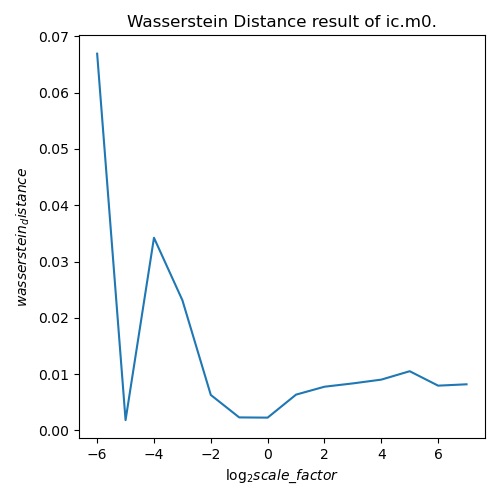 Wasserstein Distance result of ic.m0.
0.07
0.06
0.05
0.04
0.03
0.02
0.01
0.00
wasserstein_distance
−6 −4 −2 0 2 4 6
log₂scale_factor